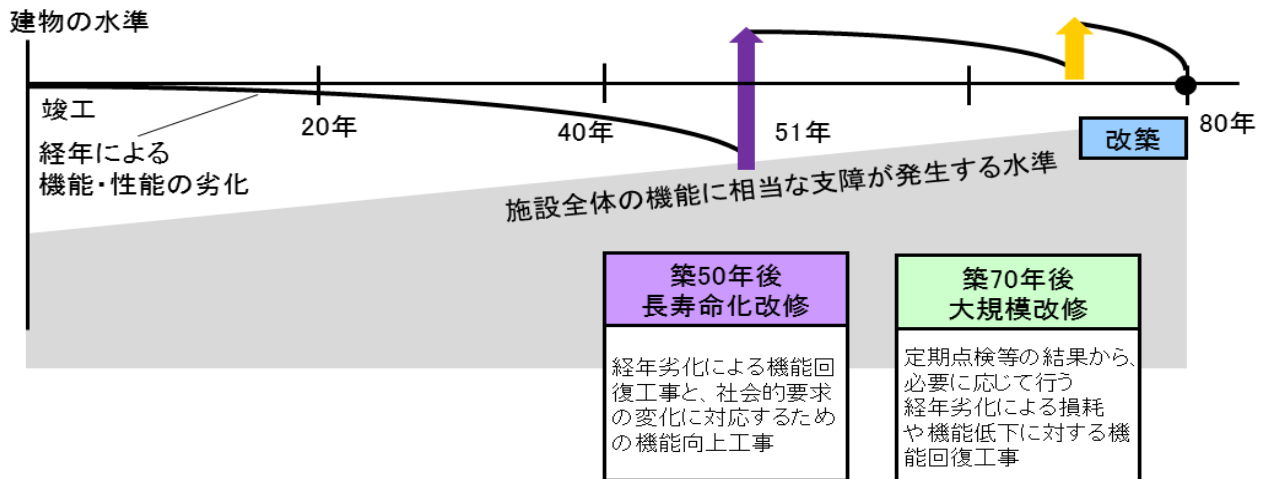 建物の水準
竣工
20年
40年
51年
80年
経年による
機能・性能の劣化
改築
施設全体の機能に相当な支障が発生する水準
築50年後
長寿命化改修
経年劣化による機能回
復工事と、社会的要求
の変化に対応するため
の機能向上工事
築70年後
大規模改修
定期点検等の結果から、
必要に応じて行う
経年劣化による損耗
や機能低下に対する機
能回復工事